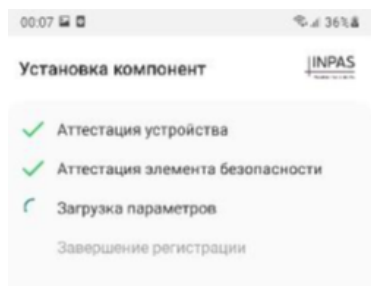 00:07 36%
Установка компонент
INPAS
Аттестация устройства
Аттестация элемента безопасности
Загрузка параметров
Завершение регистрации